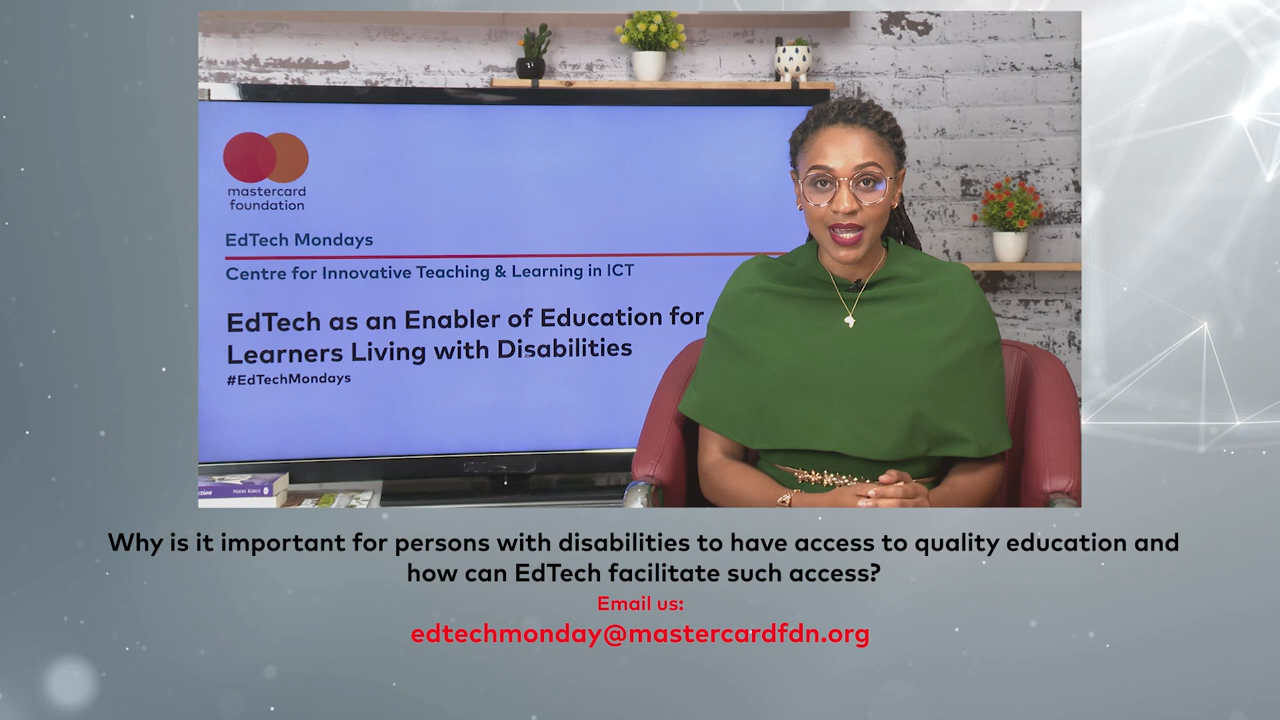 mastercard
foundation
EdTech Mondays
Centre for Innovative Teaching & Learning in ICT
EdTech as an Enabler of Education for
Learners Living with Disabilities
#EdTechMondays
Why is it important for persons with disabilities to have access to quality education and
how can EdTech facilitate such access?
Email us:
edtechmonday@mastercardfdn.org